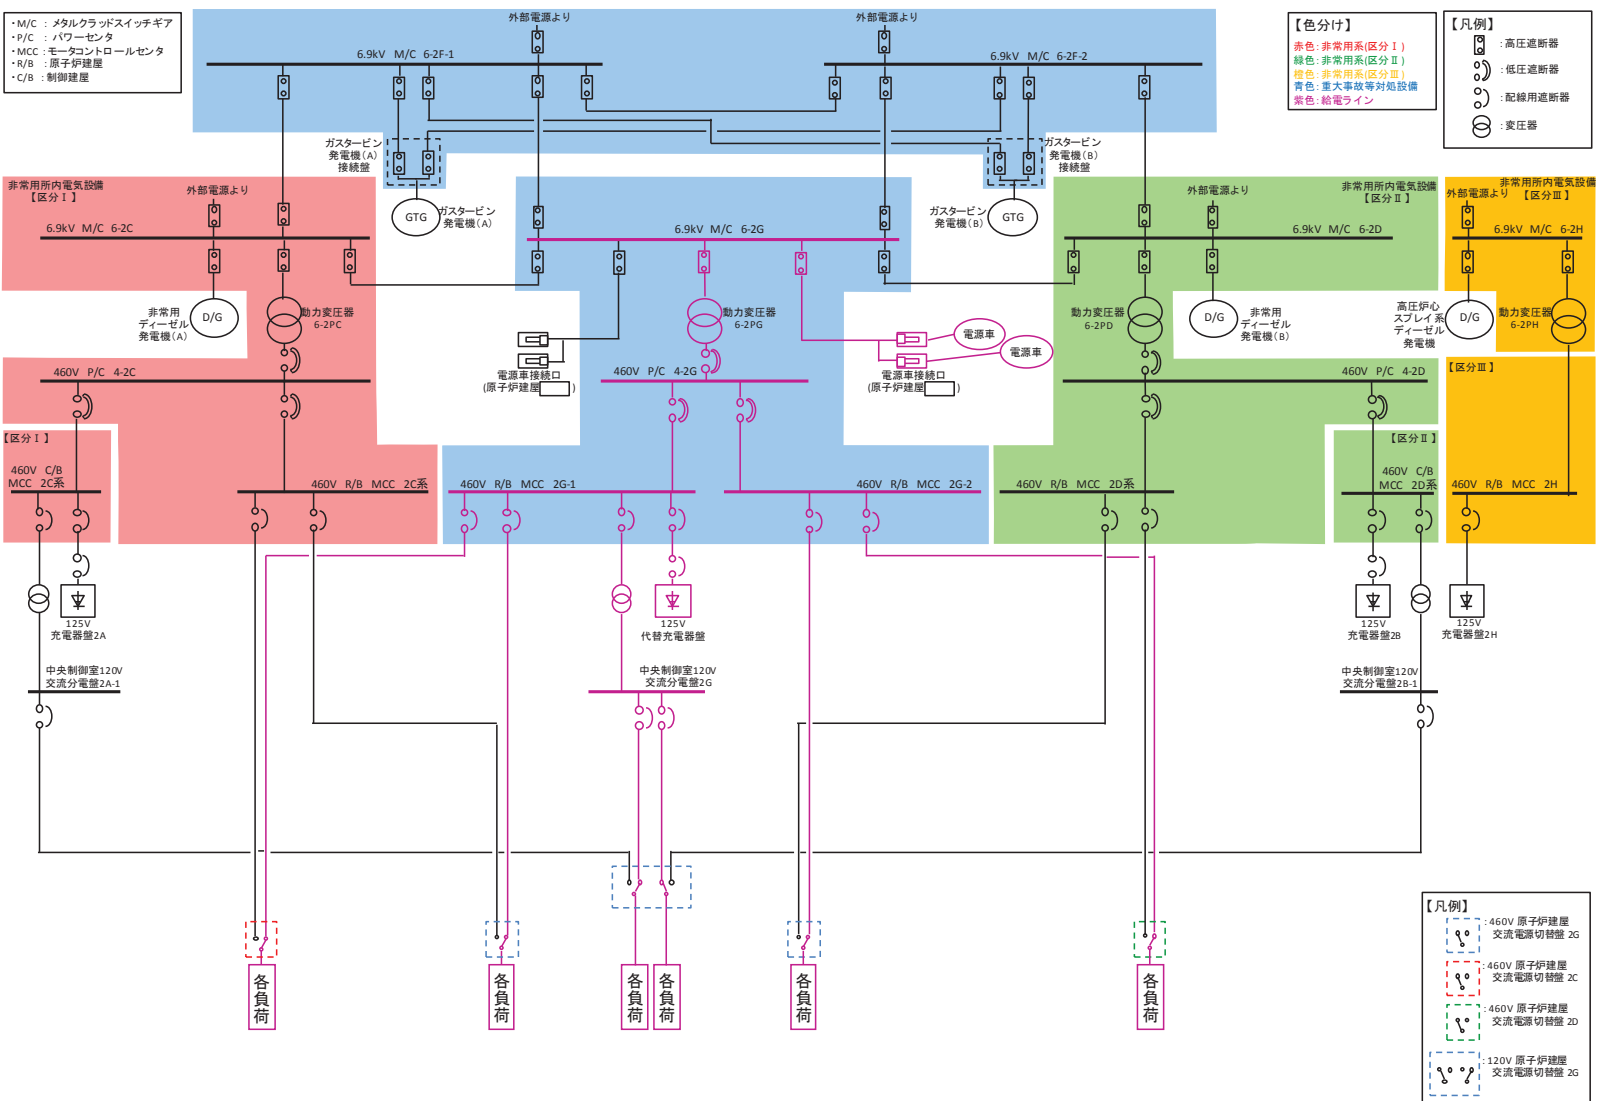 ・M/C ： メタルクラッドスイッチギア
・P/C ： パワーセンタ
・MCC ： モータコントロールセンタ
・R/B ： 原子炉建屋
・C/B ： 制御建屋
外部電源より
外部電源より
6.9kV M/C 6-2F-1
6.9kV M/C 6-2F-2
【色分け】
赤色：非常用系(区分Ⅰ)
緑色：非常用系(区分Ⅱ)
橙色：非常用系(区分Ⅲ)
青色：重大事故等対処設備
紫色：給電ライン
【凡例】
：高圧遮断器
：低圧遮断器
：配線用遮断器
：変圧器
ガスタービン
発電機(A)
接続盤
ガスタービン
発電機(B)
接続盤
非常用所内電気設備
【区分Ⅰ】
外部電源より
GTG
ガスタービン
発電機(A)
ガスタービン
発電機(B)
GTG
外部電源より
非常用所内電気設備
【区分Ⅱ】
非常用所内電気設備
【区分Ⅲ】
外部電源より
6.9kV M/C 6-2C
6.9kV M/C 6-2G
6.9kV M/C 6-2D
6.9kV M/C 6-2H
非常用
ディーゼル
発電機(A)
D/G
動力変圧器
6-2PC
動力変圧器
6-2PG
動力変圧器
6-2PD
D/G
非常用
ディーゼル
発電機(B)
高圧炉心
スプレイ系
ディーゼル
発電機
D/G
動力変圧器
6-2PH
電源車
電源車
電源車接続口
(原子炉建屋 )
電源車接続口
(原子炉建屋 )
460V P/C 4-2C
460V P/C 4-2G
460V P/C 4-2D
【区分Ⅲ】
【区分Ⅰ】
【区分Ⅱ】
460V C/B
MCC 2C系
460V R/B MCC 2C系
460V R/B MCC 2G-1
460V R/B MCC 2G-2
460V R/B MCC 2D系
460V C/B
MCC 2D系
460V R/B MCC 2H
125V
充電器盤2A
125V
代替充電器盤
125V
充電器盤2B
125V
充電器盤2H
中央制御室120V
交流分電盤2A-1
中央制御室120V
交流分電盤2G
中央制御室120V
交流分電盤2B-1
各負荷
各負荷
各負荷
各負荷
各負荷
各負荷
【凡例】
：460V 原子炉建屋
交流電源切替盤 2G
：460V 原子炉建屋
交流電源切替盤 2C
：460V 原子炉建屋
交流電源切替盤 2D
：120V 原子炉建屋
交流電源切替盤 2G